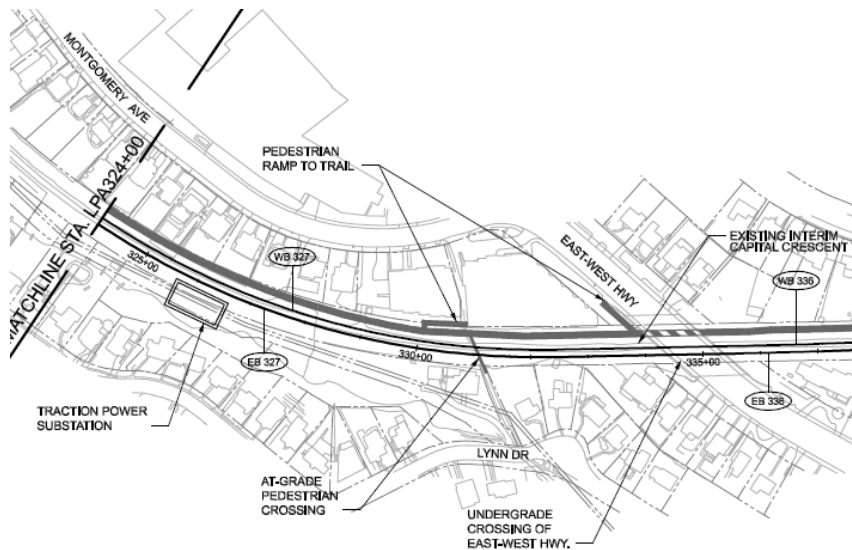 MONTGOMERY AVE
MATCHLINE STA. LPA324+00
PEDESTRIAN
RAMP TO TRAIL
EAST-WEST HWY
EXISTING INTERIM
CAPITAL CRESCENT
WB 327
WB 336
325+00
330+00
335+00
EB 327
EB 336
TRACTION POWER
SUBSTATION
LYNN DR
AT-GRADE
PEDESTRIAN
CROSSING
UNDERGRADE
CROSSING OF
EAST-WEST HWY.